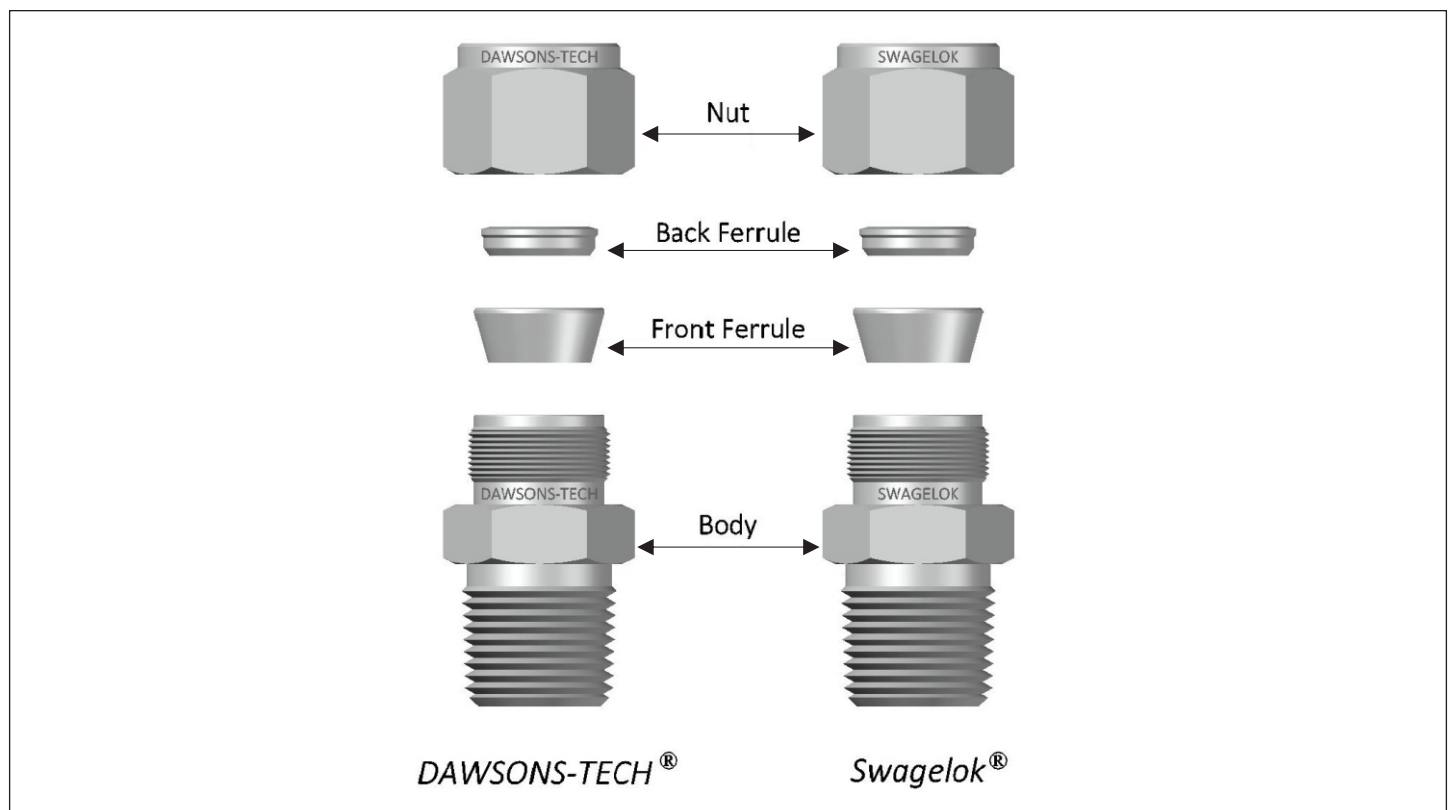 DAWSONS-TECH
SWAGELOK
Nut
Back Ferrule
Front Ferrule
DAWSONS-TECH
SWAGELOK
Body
DAWSONS-TECH®
Swagelok®